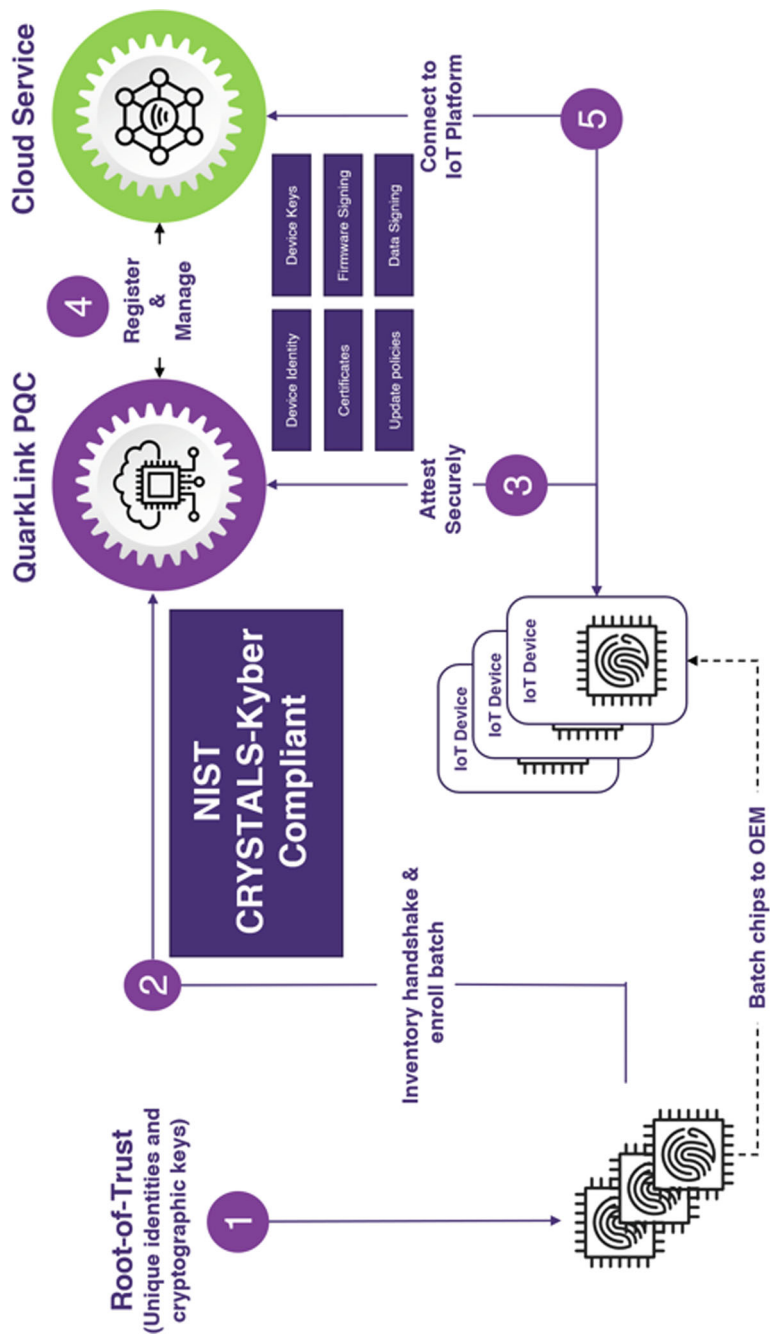 Root-of-Trust
(Unique identities and
cryptographic keys)
1
2
Inventory handshake &
enroll batch
NIST
CRYSTALS-Kyber
Compliant
QuarkLink PQC
4
Register
&
Manage
Cloud Service
Attest
Securely
3
Device Identity
Device Keys
Certificates
Firmware Signing
Update policies
Data Signing
Connect to
IoT Platform
5
IoT Device
IoT Device
IoT Device
Batch chips to OEM